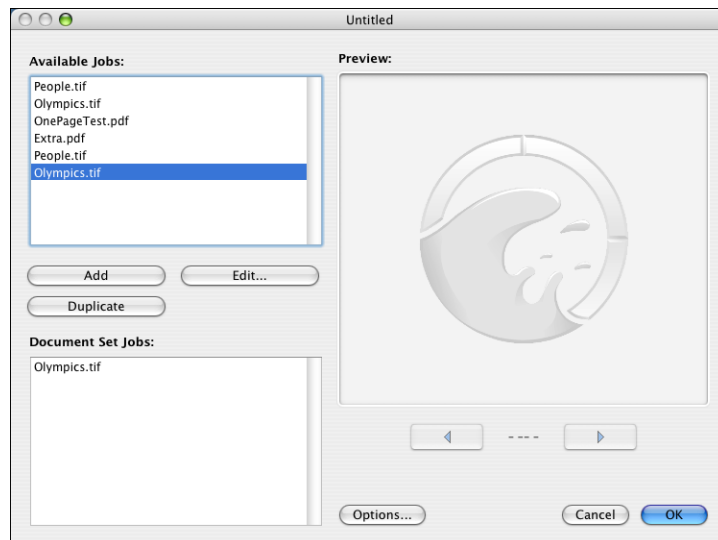 Untitled
Available Jobs:
People.tif
Olympics.tif
OnePageTest.pdf
Extra.pdf
People.tif
Olympics.tif
Add
Edit...
Duplicate
Document Set Jobs:
Olympics.tif
Preview:
- -- -
Options...
Cancel
OK